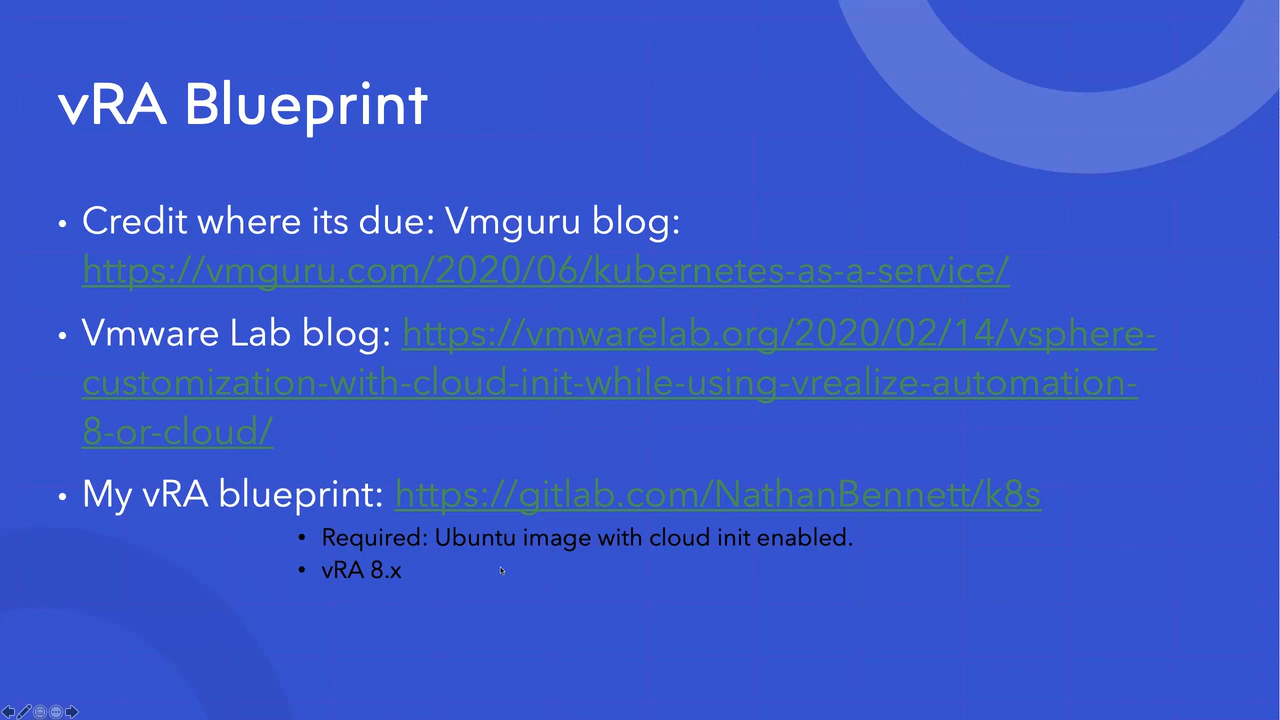 vRA Blueprint
• Credit where its due: Vmguru blog:
https://vmguru.com/2020/06/kubernetes-as-a-service/
• Vmware Lab blog: https://vmwarelab.org/2020/02/14/vsphere-
customization-with-cloud-init-while-using-vrealize-automation-
8-or-cloud/
• My vRA blueprint: https://gitlab.com/NathanBennett/k8s
• Required: Ubuntu image with cloud init enabled.
• vRA 8.x